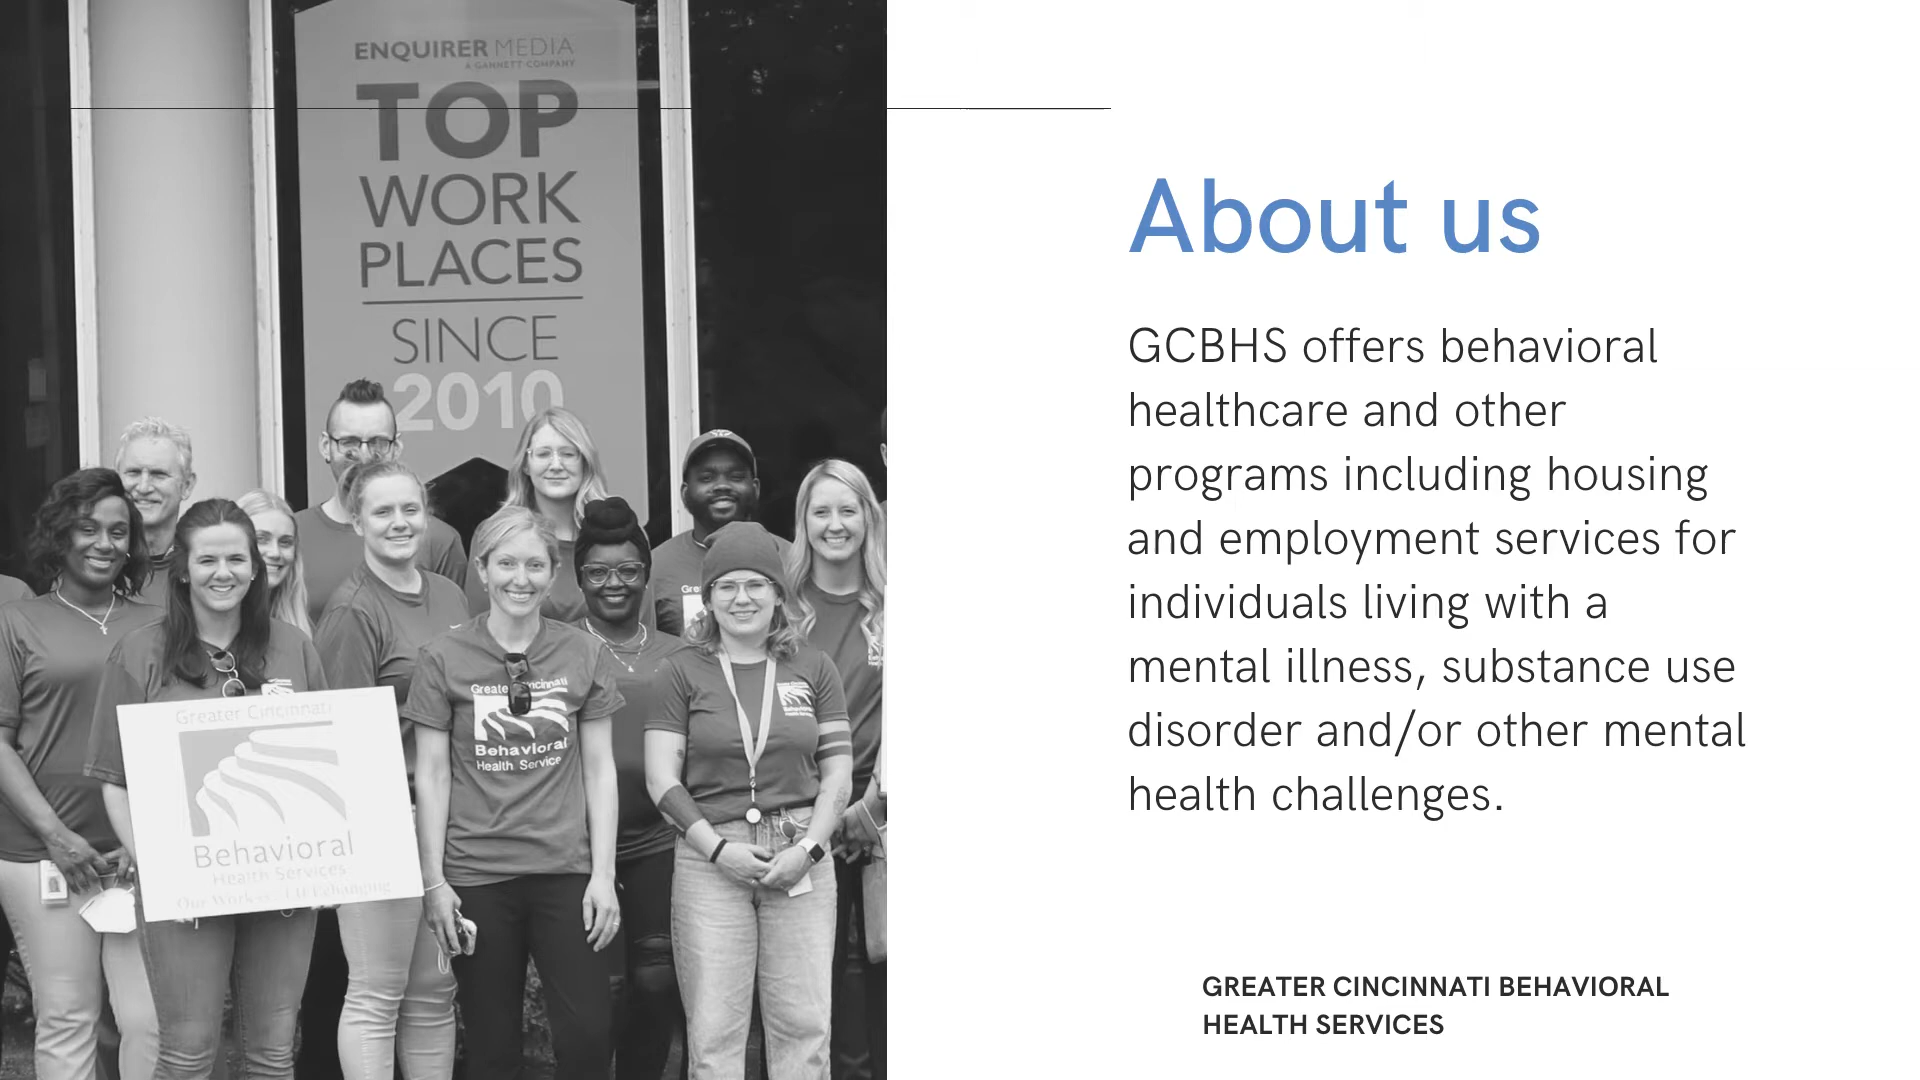 ENQUIRER MEDIA
A GANNETT COMPANY
TOP
WORK
PLACES
SINCE
2010
Greater Cincinnati
Behavioral
Health Service
Greater Cincinnati
Behavioral
Health Services
About us
GCBHS offers behavioral
healthcare and other
programs including housing
and employment services for
individuals living with a
mental illness, substance use
disorder and/or other mental
health challenges.
GREATER CINCINNATI BEHAVIORAL
HEALTH SERVICES